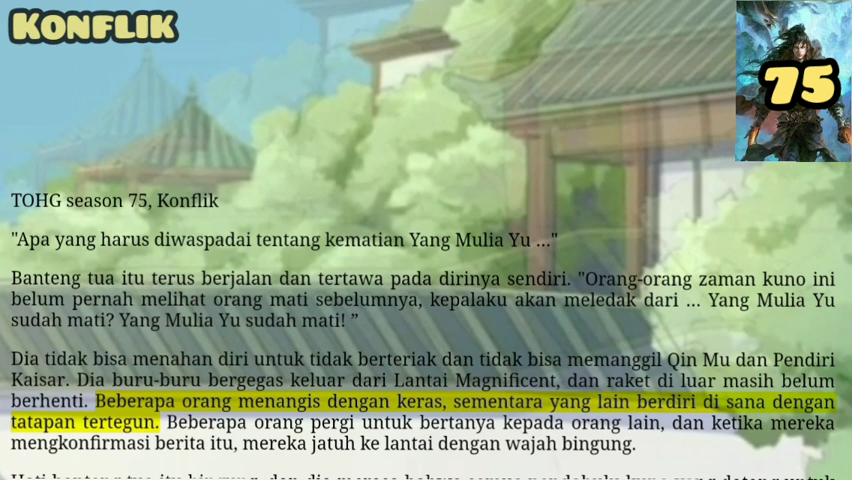 KONFLIK
75
TOHG season 75, Konflik
"Apa yang harus diwaspadai tentang kematian Yang Mulia Yu ..."
Banteng tua itu terus berjalan dan tertawa pada dirinya sendiri. "Orang-orang zaman kuno ini
belum pernah melihat orang mati sebelumnya, kepalaku akan meledak dari ... Yang Mulia Yu
sudah mati? Yang Mulia Yu sudah mati! ”
Dia tidak bisa menahan diri untuk tidak berteriak dan tidak bisa memanggil Qin Mu dan Pendiri
Kaisar. Dia buru-buru bergegas keluar dari Lantai Magnificent, dan raket di luar masih belum
berhenti. Beberapa orang menangis dengan keras, sementara yang lain berdiri di sana dengan
tatapan tertegun. Beberapa orang pergi untuk bertanya kepada orang lain, dan ketika mereka
mengkonfirmasi berita itu, mereka jatuh ke lantai dengan wajah bingung.